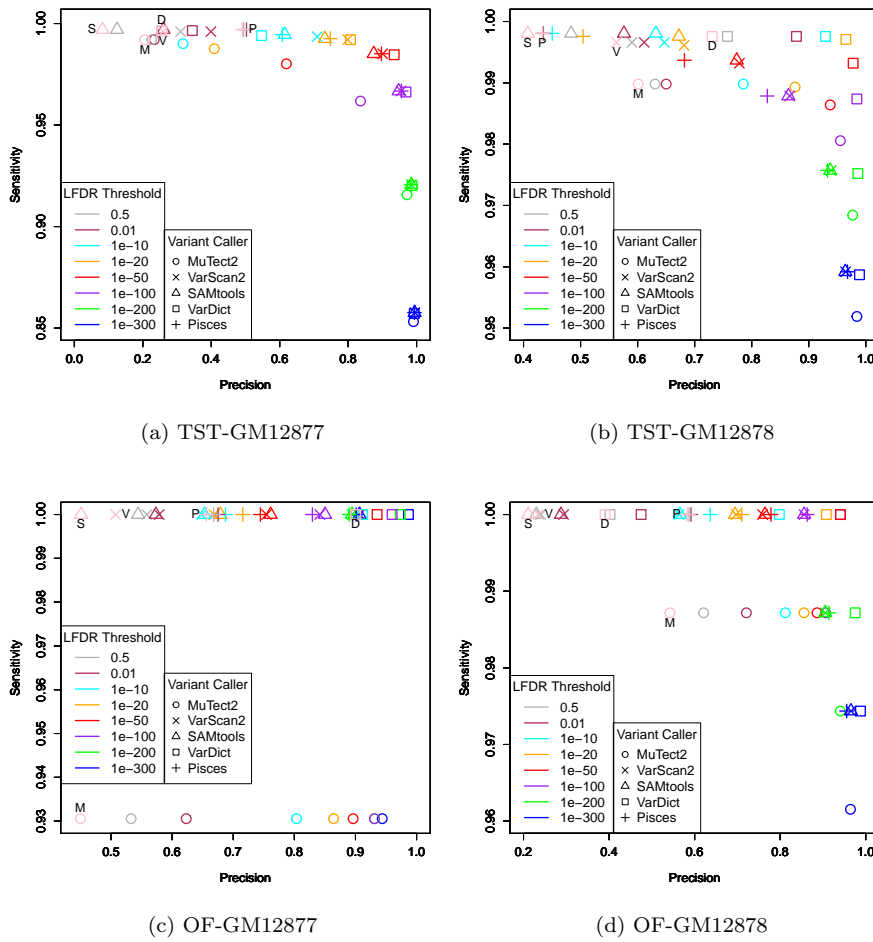 1.00
0.95
0.90
0.85
Sensitivity
S
D
M
V
P
LFDR Threshold
0.5
0.01
1e−10
1e−20
1e−50
1e−100
1e−200
1e−300
Variant Caller
MuTect2
VarScan2
SAMtools
VarDict
Pisces
0.0 0.2 0.4 0.6 0.8 1.0
Precision
(a) TST-GM12877
1.00
0.99
0.98
0.97
0.96
0.95
Sensitivity
S
P
V
D
M
LFDR Threshold
0.5
0.01
1e−10
1e−20
1e−50
1e−100
1e−200
1e−300
Variant Caller
MuTect2
VarScan2
SAMtools
VarDict
Pisces
0.4 0.5 0.6 0.7 0.8 0.9 1.0
Precision
(b) TST-GM12878
1.00
0.99
0.98
0.97
0.96
0.95
0.94
0.93
Sensitivity
S
V
P
D
M
LFDR Threshold
0.5
0.01
1e−10
1e−20
1e−50
1e−100
1e−200
1e−300
Variant Caller
MuTect2
VarScan2
SAMtools
VarDict
Pisces
0.5 0.6 0.7 0.8 0.9 1.0
Precision
(c) OF-GM12877
1.00
0.99
0.98
0.97
0.96
Sensitivity
S
V
D
P
M
LFDR Threshold
0.5
0.01
1e−10
1e−20
1e−50
1e−100
1e−200
1e−300
Variant Caller
MuTect2
VarScan2
SAMtools
VarDict
Pisces
0.2 0.4 0.6 0.8 1.0
Precision
(d) OF-GM12878